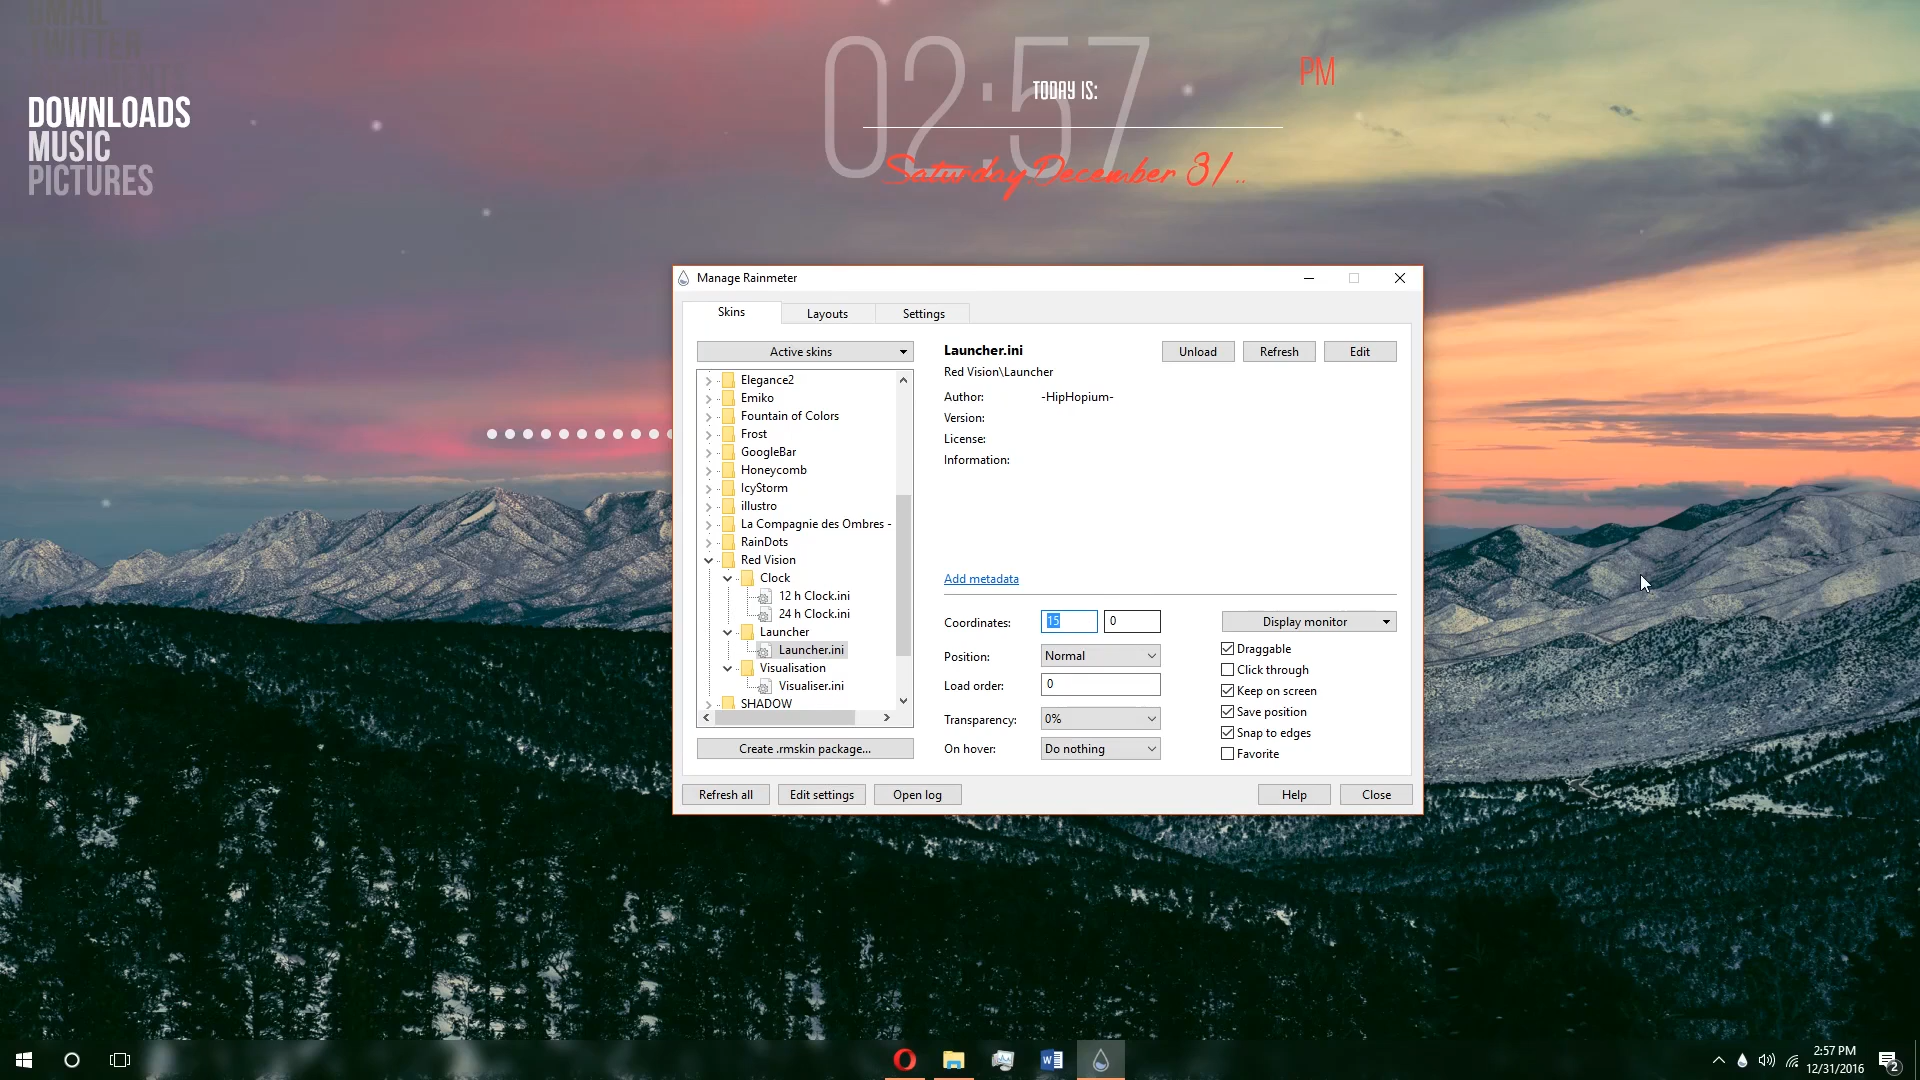 GMAIL
TWITTER
DOWNLOADS
MUSIC
PICTURES
02:57
PM
TODAY IS:
Saturday, December 31..
Manage Rainmeter
Skins
Layouts
Settings
Active skins
Elegance2
Emiko
Fountain of Colors
Frost
GoogleBar
Honeycomb
IcyStorm
illustro
La Compagnie des Ombres -
RainDots
Red Vision
Clock
12 h Clock.ini
24 h Clock.ini
Launcher
Launcher.ini
Visualisation
Visualiser.ini
SHADOW
Create .rmskin package...
Launcher.ini
Unload
Refresh
Edit
Red Vision\Launcher
Author: -HipHopium-
Version:
License:
Information:
Add metadata
Coordinates: 15 0
Position: Normal
Load order: 0
Transparency: 0%
On hover: Do nothing
Display monitor
Draggable
Click through
Keep on screen
Save position
Snap to edges
Favorite
Refresh all
Edit settings
Open log
Help
Close
2:57 PM
12/31/2016
2